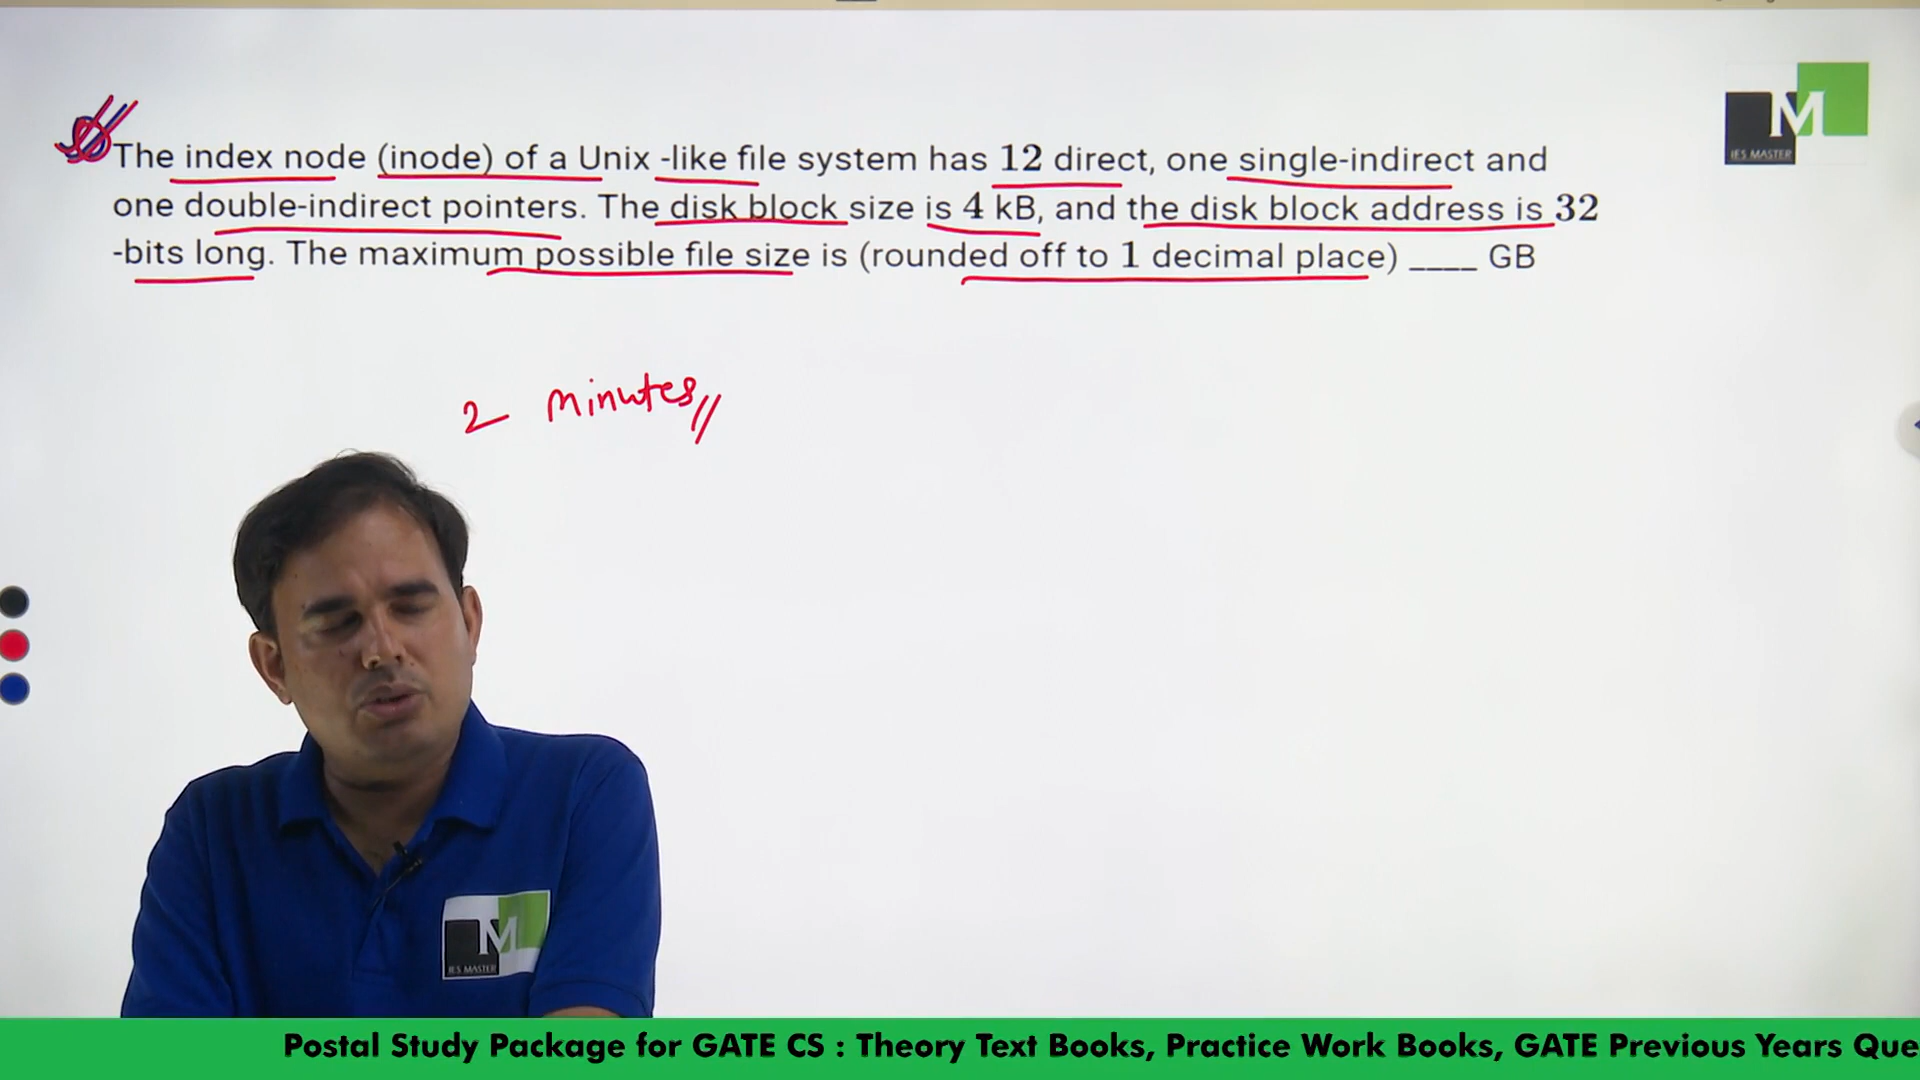 The index node (inode) of a Unix -like file system has 12 direct, one single-indirect and
one double-indirect pointers. The disk block size is 4 kB, and the disk block address is 32
-bits long. The maximum possible file size is (rounded off to 1 decimal place) ____ GB
2 minutes
M
IES MASTER
M
IES MASTER
Postal Study Package for GATE CS : Theory Text Books, Practice Work Books, GATE Previous Years Que